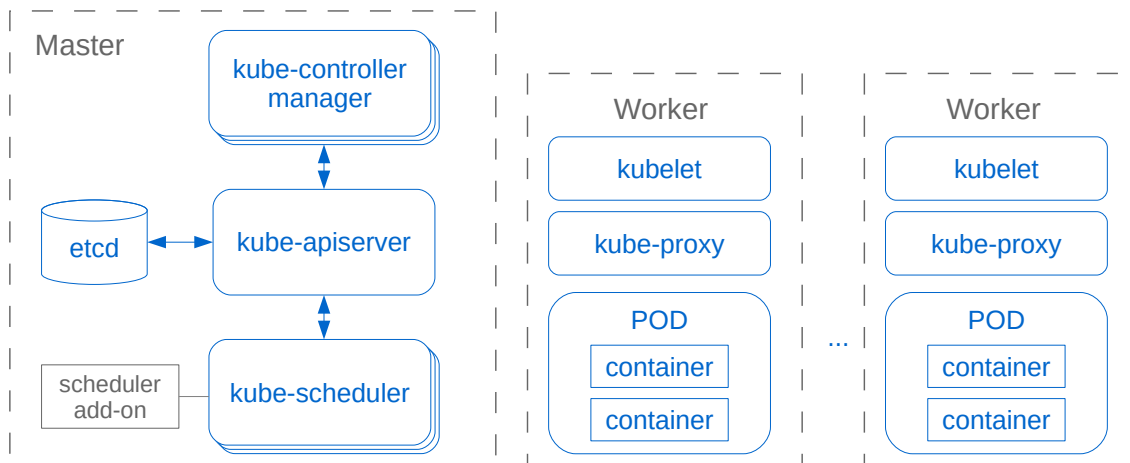 Master
kube-controller
manager
etcd
kube-apiserver
scheduler
add-on
kube-scheduler
Worker
kubelet
kube-proxy
POD
container
container
...
Worker
kubelet
kube-proxy
POD
container
container